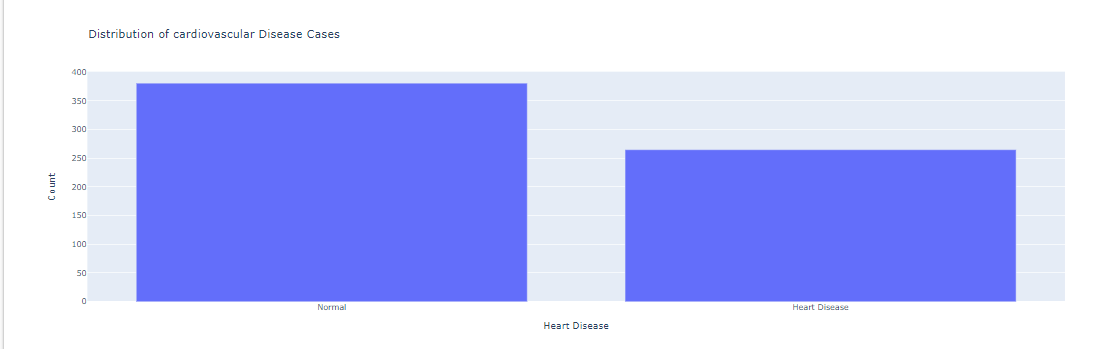 Distribution of cardiovascular Disease Cases
400
350
300
250
200
150
100
50
0
Count
Normal
Heart Disease
Heart Disease